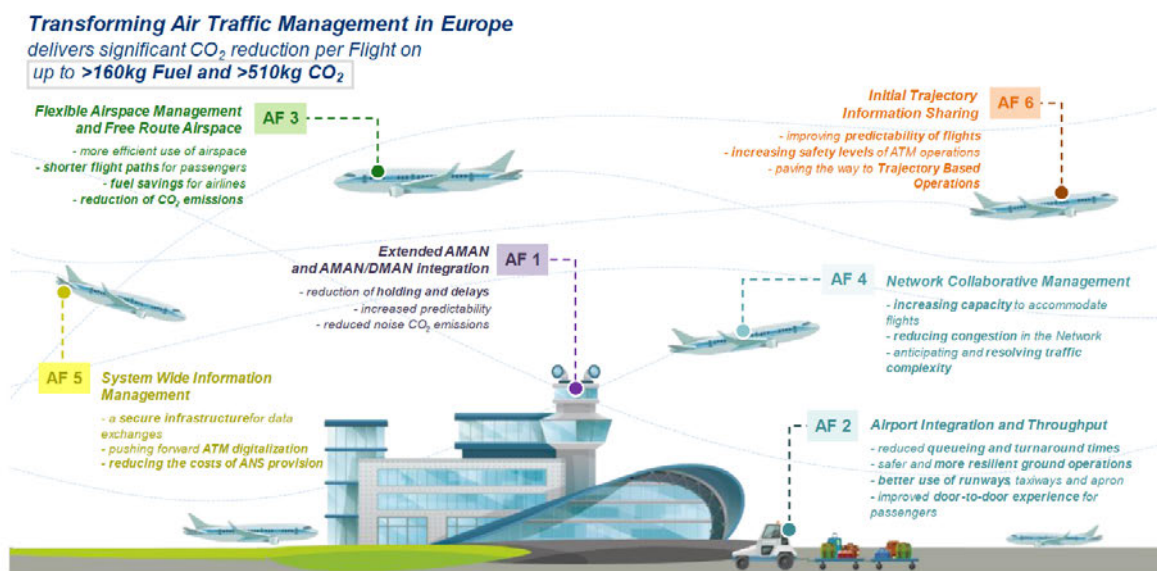 Transforming Air Traffic Management in Europe
delivers significant CO₂ reduction per Flight on
up to >160kg Fuel and >510kg CO₂
Flexible Airspace Management
and Free Route Airspace
AF 3
- more efficient use of airspace
- shorter flight paths for passengers
- fuel savings for airlines
- reduction of CO₂ emissions
Initial Trajectory
Information Sharing
AF 6
- improving predictability of flights
- increasing safety levels of ATM operations
- paving the way to Trajectory Based
Operations
Extended AMAN
and AMAN/DMAN integration
AF 1
- reduction of holding and delays
- increased predictability
- reduced noise CO₂ emissions
AF 4
Network Collaborative Management
- increasing capacity to accommodate
flights
- reducing congestion in the Network
- anticipating and resolving traffic
complexity
AF 5
System Wide Information
Management
- a secure infrastructure for data
exchanges
- pushing forward ATM digitalization
- reducing the costs of ANS provision
AF 2
Airport Integration and Throughput
- reduced queueing and turnaround times
- safer and more resilient ground operations
- better use of runways, taxiways and apron
- improved door-to-door experience for
passengers